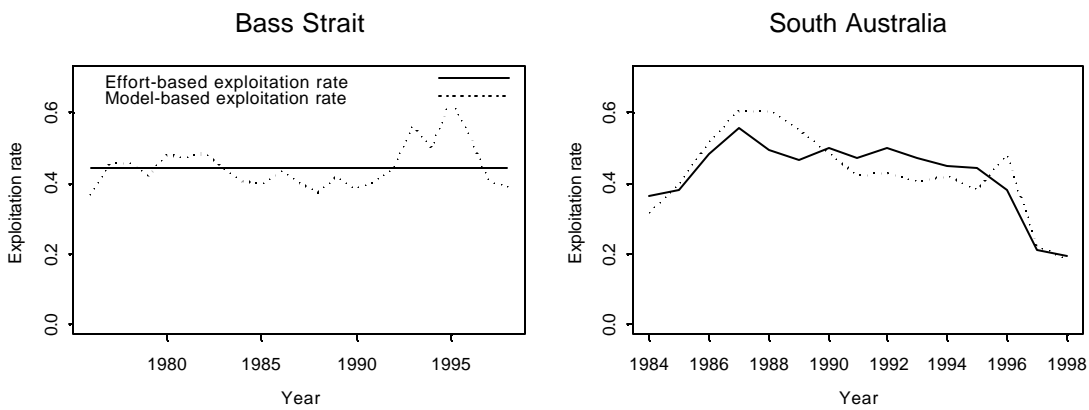 Bass Strait
Effort-based exploitation rate
Model-based exploitation rate
Exploitation rate
0.6
0.4
0.2
0.0
1980 1985 1990 1995
Year
South Australia
Exploitation rate
0.6
0.4
0.2
0.0
1984 1986 1988 1990 1992 1994 1996 1998
Year